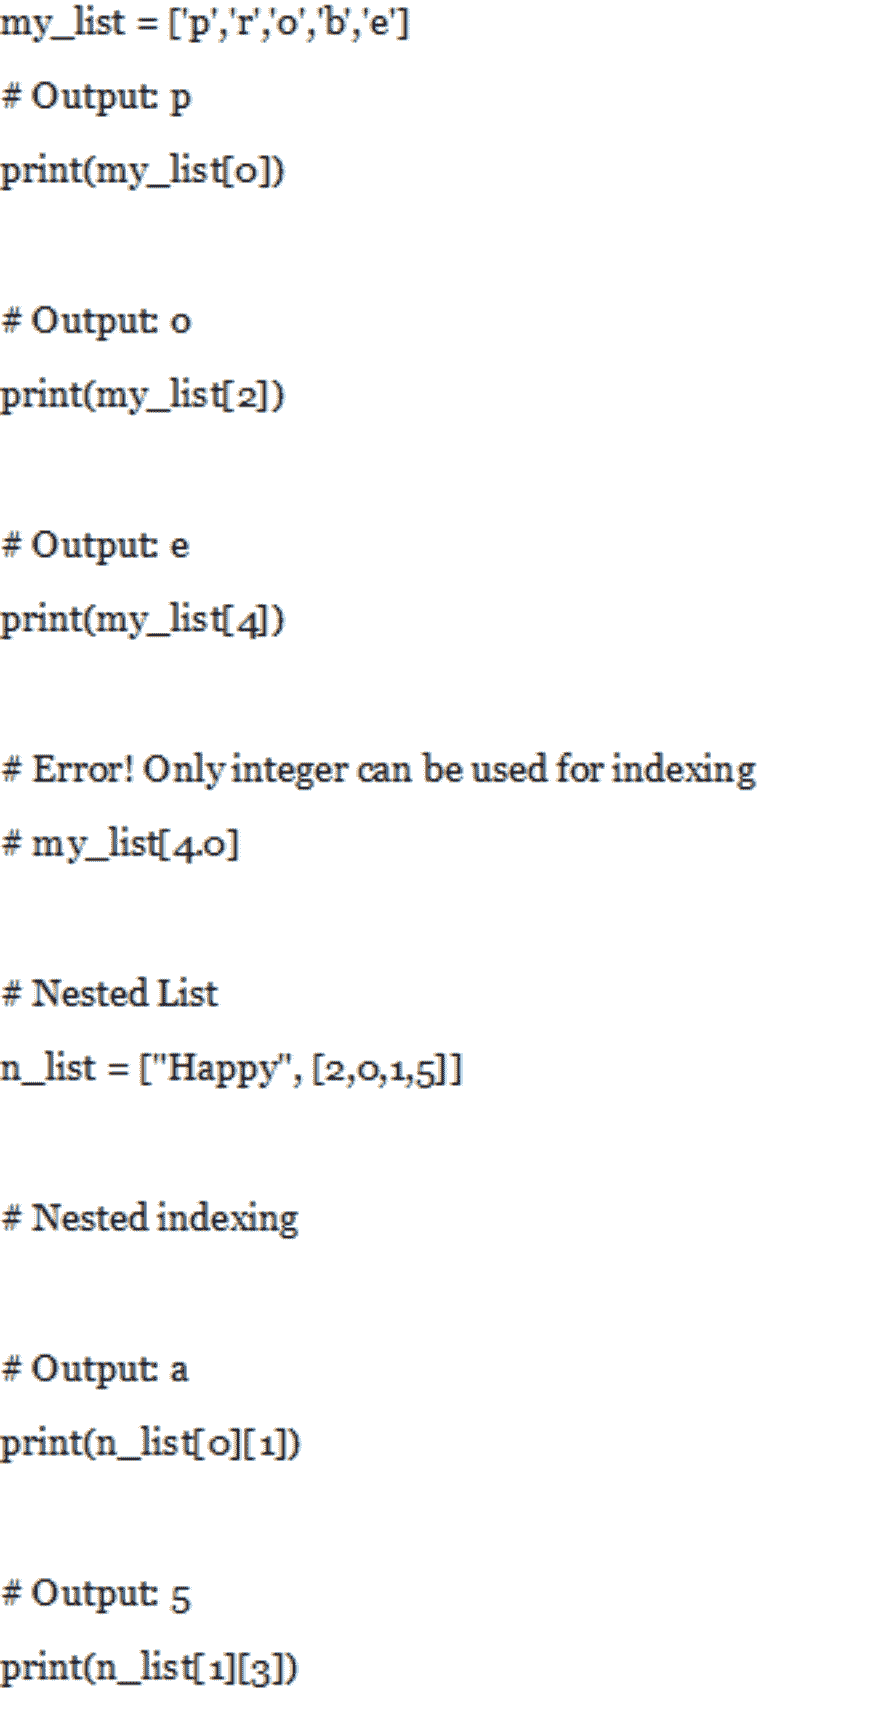 my_list = ['p','r','o','b','e']
# Output: p
print(my_list[0])
# Output: o
print(my_list[2])
# Output: e
print(my_list[4])
# Error! Only integer can be used for indexing
# my_list[4.0]
# Nested List
n_list = ["Happy", [2,0,1,5]]
# Nested indexing
# Output: a
print(n_list[0][1])
# Output: 5
print(n_list[1][3])